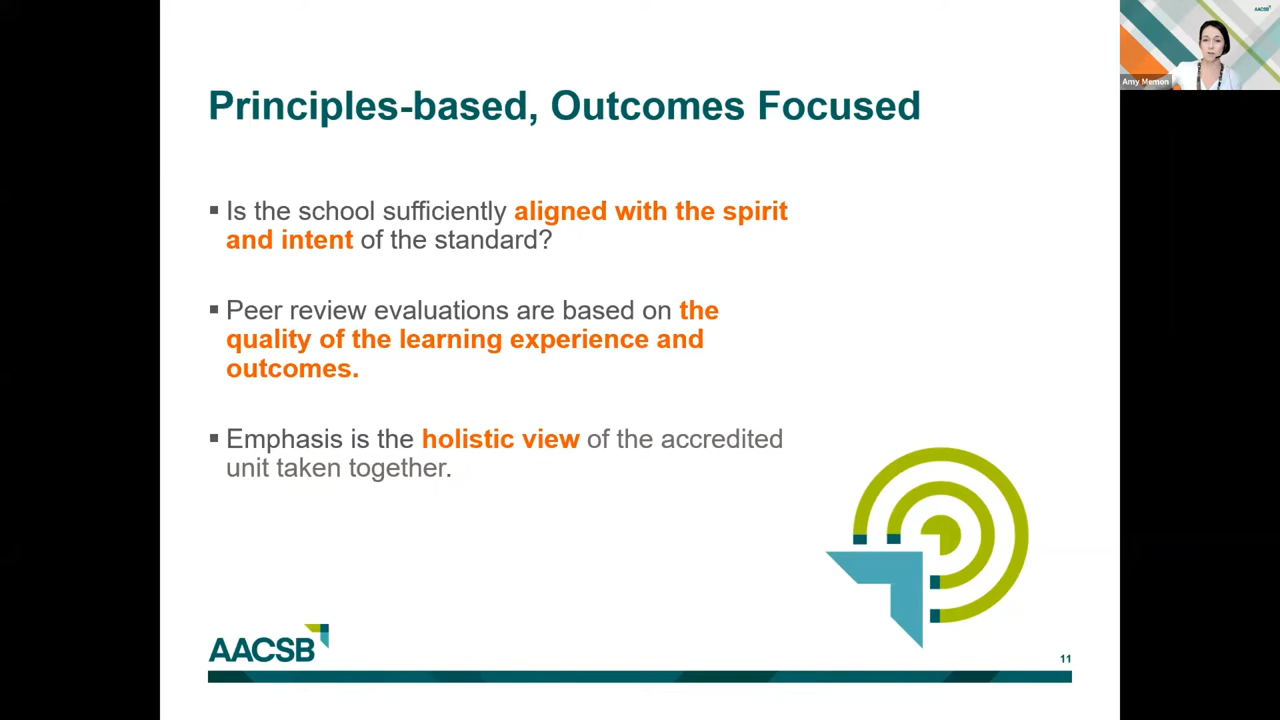 AACSB
Amy Memon
Principles-based, Outcomes Focused
▪ Is the school sufficiently aligned with the spirit
and intent of the standard?
▪ Peer review evaluations are based on the
quality of the learning experience and
outcomes.
▪ Emphasis is the holistic view of the accredited
unit taken together.
AACSB
11